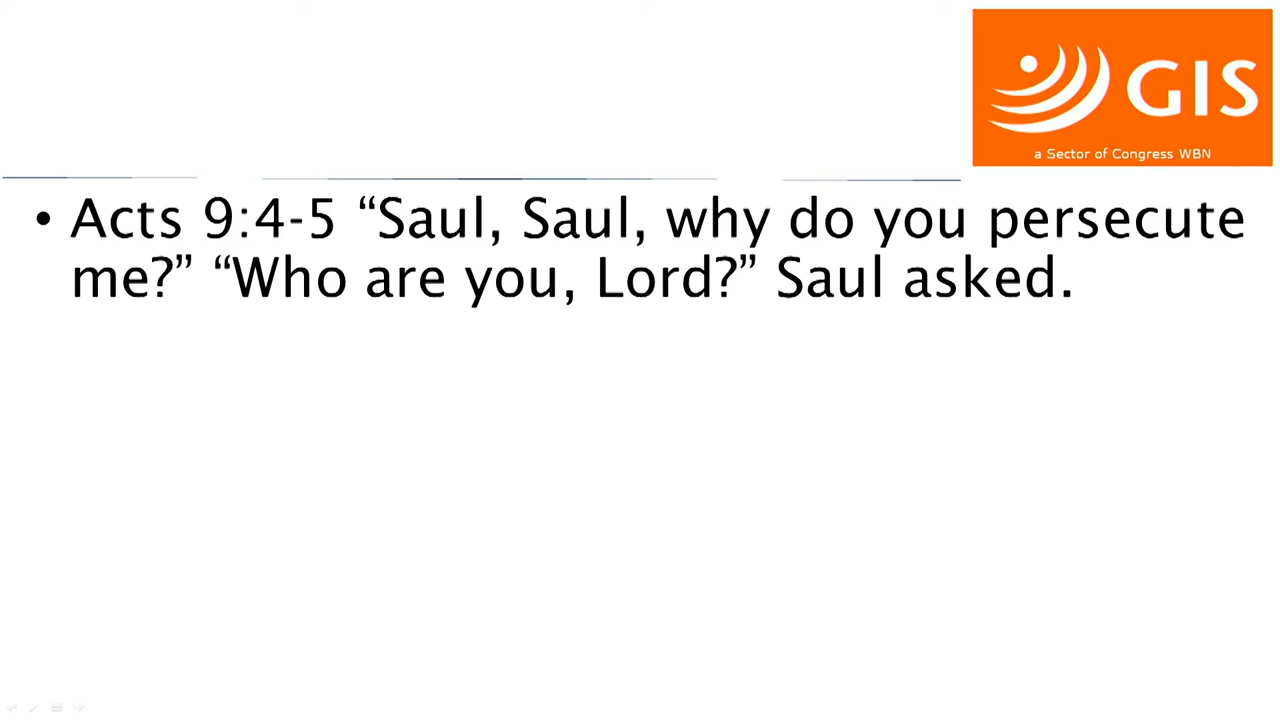 GIS
a Sector of Congress WBN
• Acts 9:4-5 “Saul, Saul, why do you persecute
me?” “Who are you, Lord?” Saul asked.